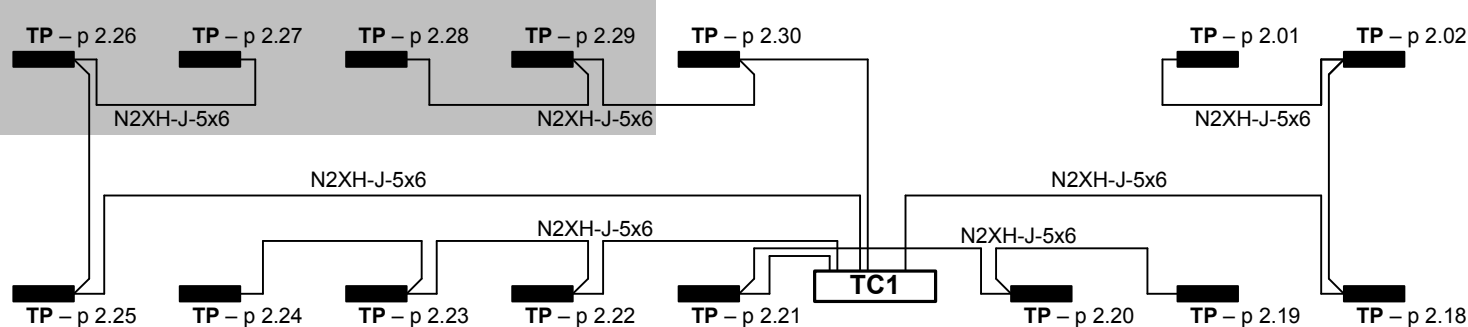 TP – p 2.26
TP – p 2.27
TP – p 2.28
TP – p 2.29
TP – p 2.30
TP – p 2.01
TP – p 2.02
N2XH-J-5x6
N2XH-J-5x6
N2XH-J-5x6
N2XH-J-5x6
N2XH-J-5x6
N2XH-J-5x6
N2XH-J-5x6
TC1
TP – p 2.25
TP – p 2.24
TP – p 2.23
TP – p 2.22
TP – p 2.21
TP – p 2.20
TP – p 2.19
TP – p 2.18